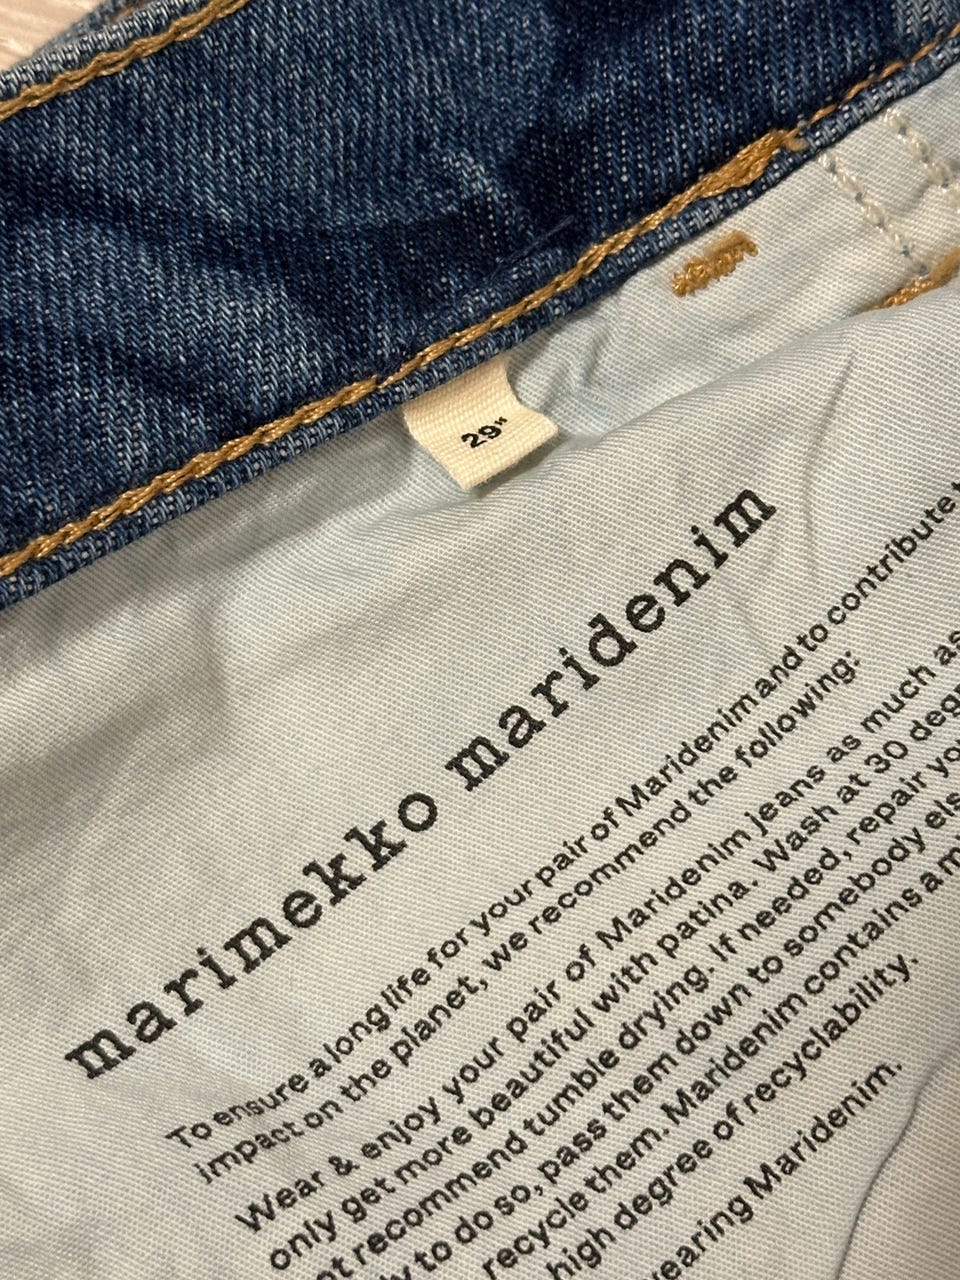 29"
marimekko maridenim
To ensure a long life for your pair of Maridenim and to contribute
impact on the planet, we recommend the following:
Wear & enjoy your pair of Maridenim jeans as much as
only get more beautiful with patina. Wash at 30
recommend tumble drying. If needed, repair
to do so, pass them down to somebody
recycle them. Maridenim contains a
high degree of recyclability.
wearing Maridenim.